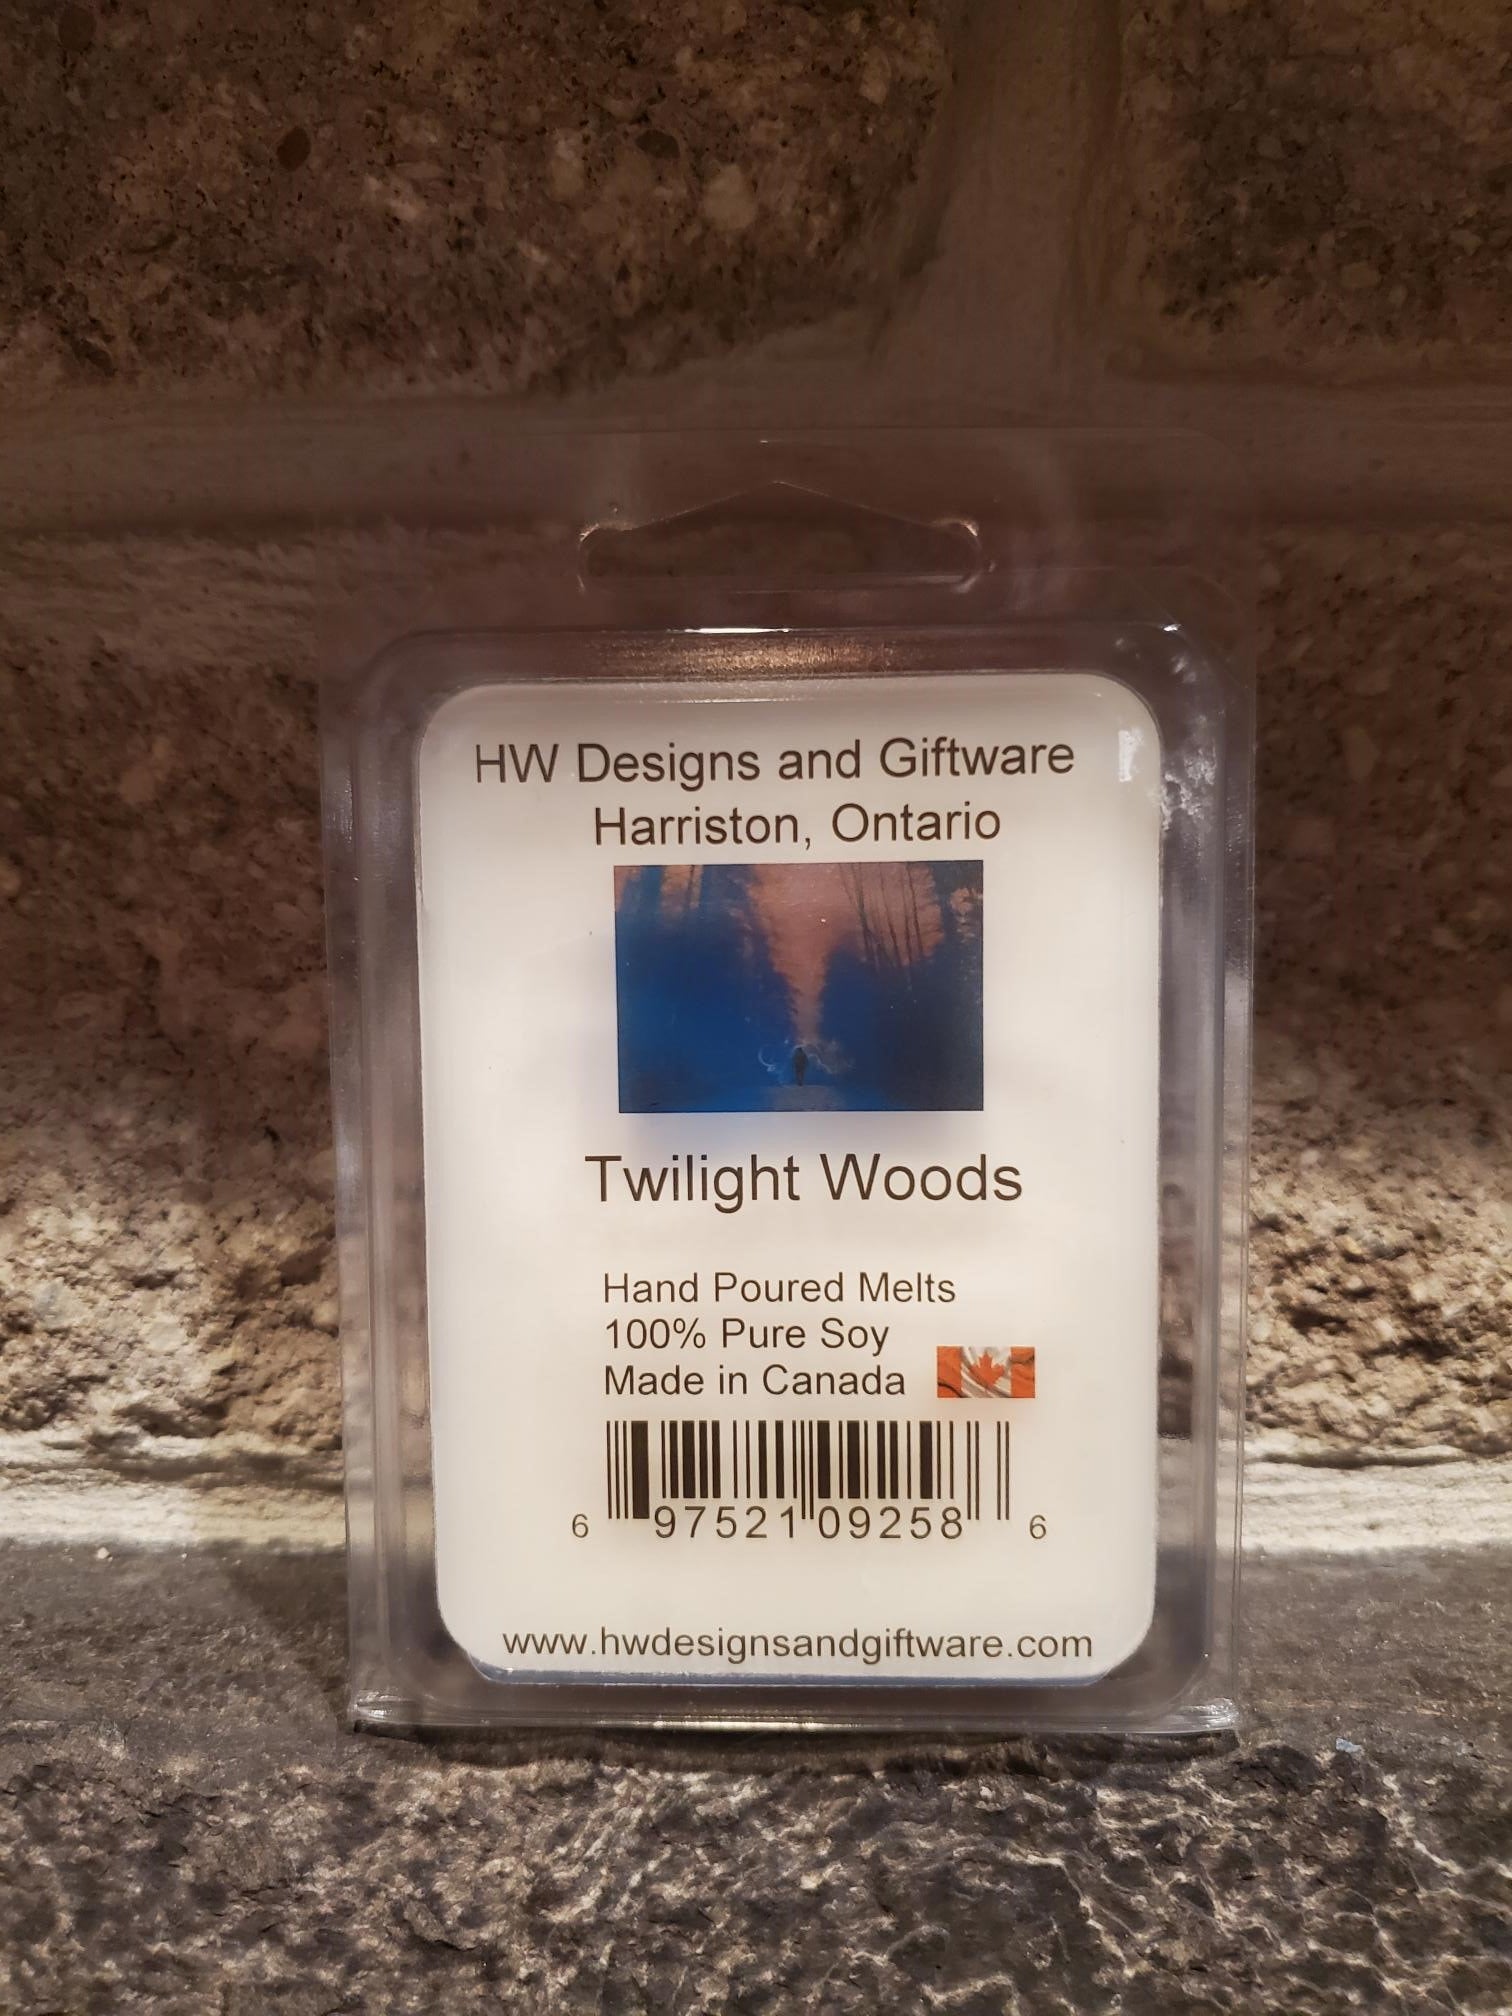 HW Designs and Giftware
Harriston, Ontario
Twilight Woods
Hand Poured Melts
100% Pure Soy
Made in Canada
6 97521 09258 6
www.hwdesignsandgiftware.com